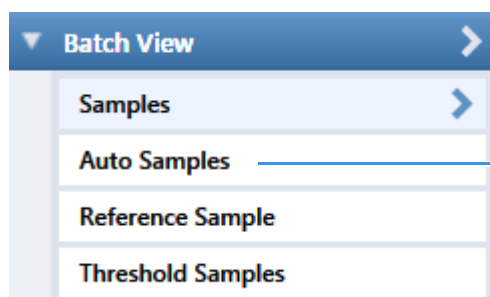 Batch View
Samples
Auto Samples
Reference Sample
Threshold Samples